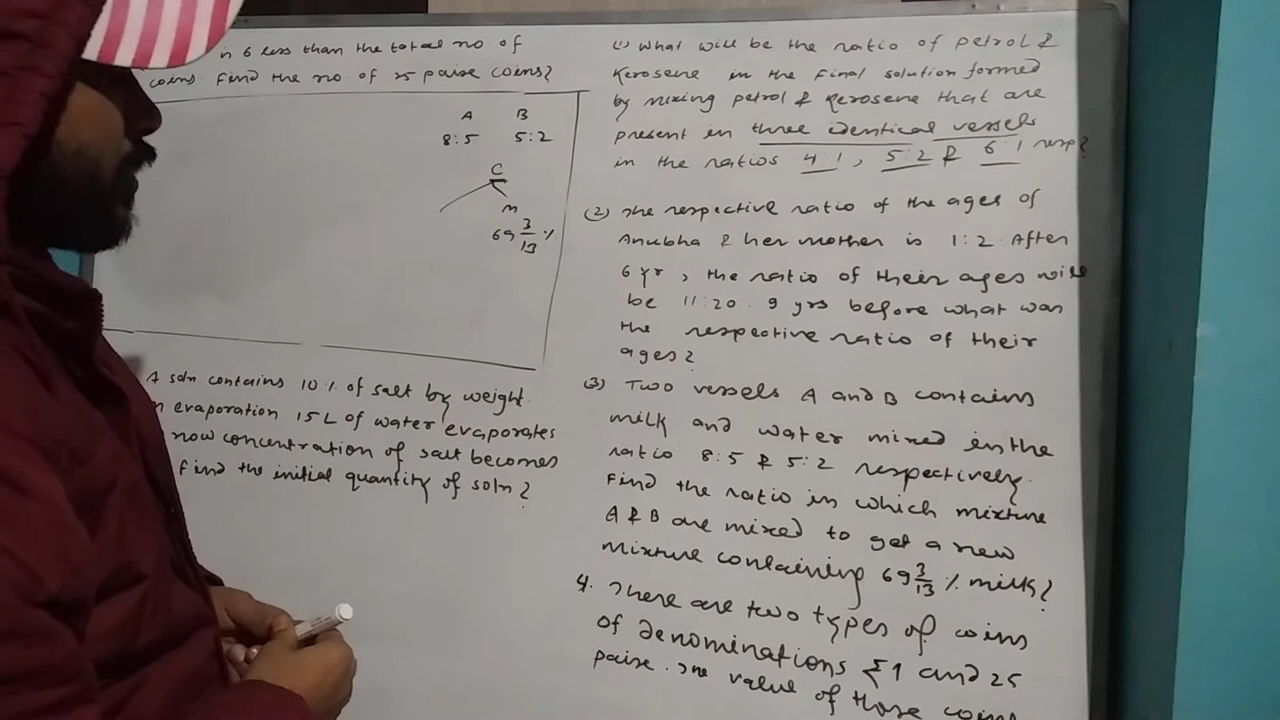 n 6 less than the total no of
coins. Find the no of 25 paise coins?
A B
8:5 5:2
C
m
69 3/13 %
A soln contains 10% of salt by weight.
n evaporation 15L of water evaporates
now concentration of salt becomes
Find the initial quantity of soln?
(1) What will be the ratio of petrol &
kerosene in the final solution formed
by mixing petrol & kerosene that are
present in three identical vessels
in the ratios 4:1, 5:2 & 6:1 resp?
(2) The respective ratio of the ages of
Anubha & her mother is 1:2. After
6 yr, the ratio of their ages will
be 11:20. 9 yrs before what was
the respective ratio of their
ages?
(3) Two vessels A and B contains
milk and water mixed in the
ratio 8:5 & 5:2 respectively.
Find the ratio in which mixture
A & B are mixed to get a new
mixture containing 69 3/13 % milk?
4. There are two types of coins
of denominations ₹1 and 25
paise. The value of those coins